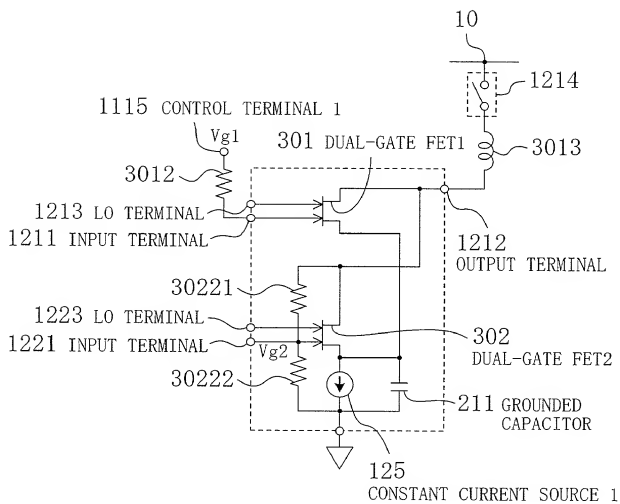 10
1214
1115 CONTROL TERMINAL 1
Vg1
301 DUAL-GATE FET1
3012
3013
1213 LO TERMINAL
1211 INPUT TERMINAL
1212
OUTPUT TERMINAL
30221
1223 LO TERMINAL
1221 INPUT TERMINAL
Vg2
302
DUAL-GATE FET2
30222
211 GROUNDED
CAPACITOR
125
CONSTANT CURRENT SOURCE 1